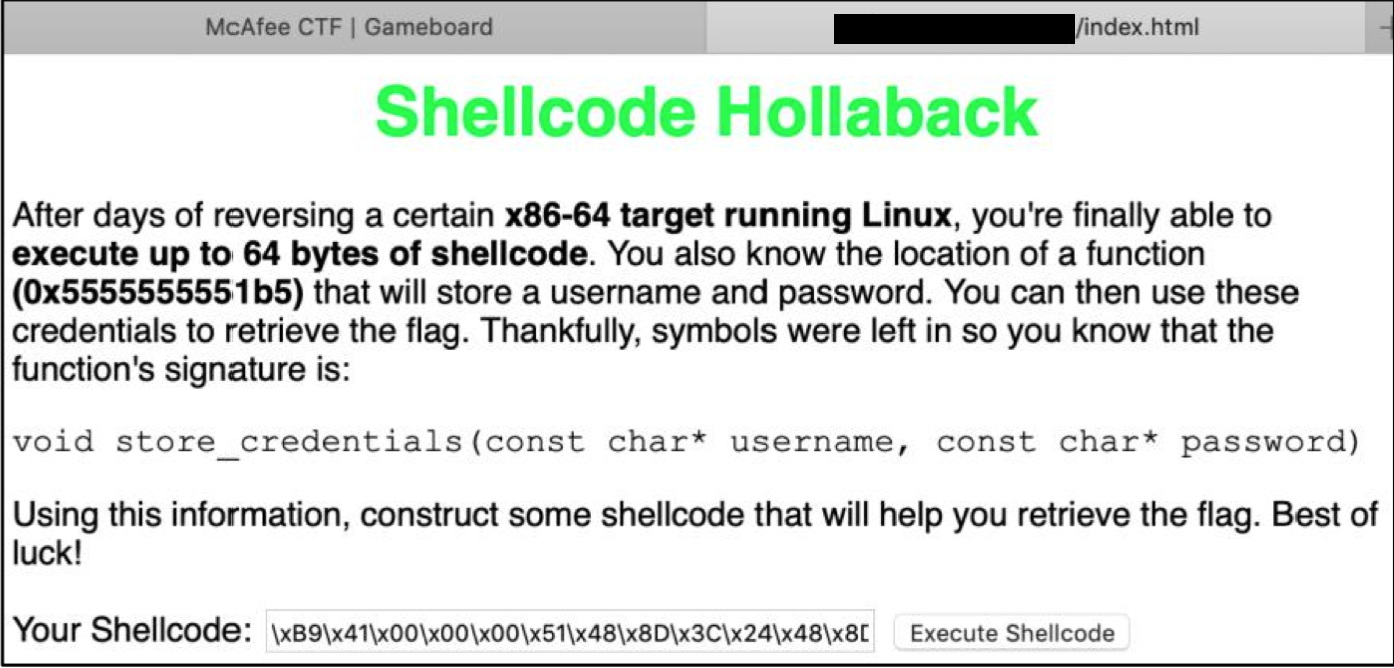 McAfee CTF | Gameboard
/index.html
Shellcode Hollaback
After days of reversing a certain x86-64 target running Linux, you're finally able to
execute up to 64 bytes of shellcode. You also know the location of a function
(0x5555555551b5) that will store a username and password. You can then use these
credentials to retrieve the flag. Thankfully, symbols were left in so you know that the
function's signature is:
void store_credentials(const char* username, const char* password)
Using this information, construct some shellcode that will help you retrieve the flag. Best of
luck!
Your Shellcode: \xB9\x41\x00\x00\x00\x51\x48\x8D\x3C\x24\x48\x8D Execute Shellcode